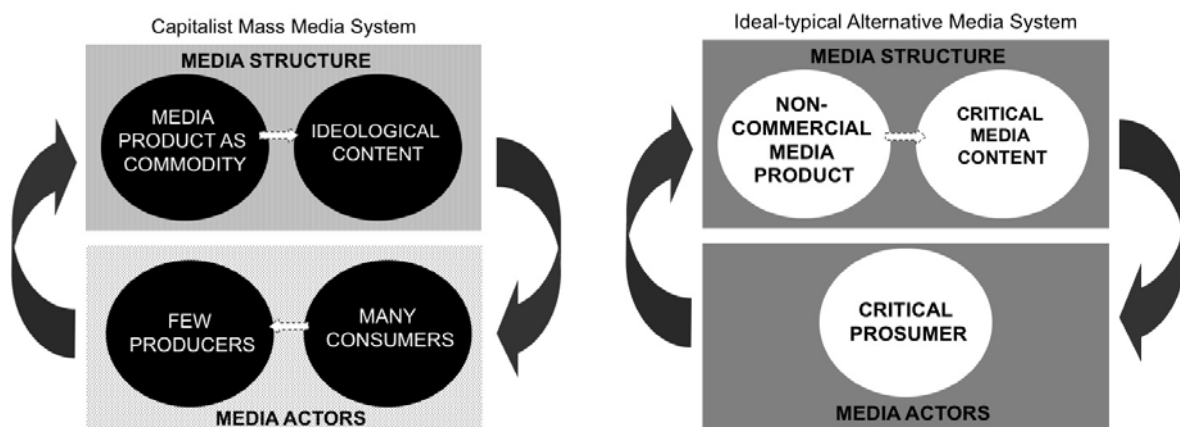 Capitalist Mass Media System
MEDIA STRUCTURE
MEDIA
PRODUCT AS
COMMODITY
IDEOLOGICAL
CONTENT
FEW
PRODUCERS
MANY
CONSUMERS
MEDIA ACTORS
Ideal-typical Alternative Media System
MEDIA STRUCTURE
NON-
COMMERCIAL
MEDIA
PRODUCT
CRITICAL
MEDIA
CONTENT
CRITICAL
PROSUMER
MEDIA ACTORS